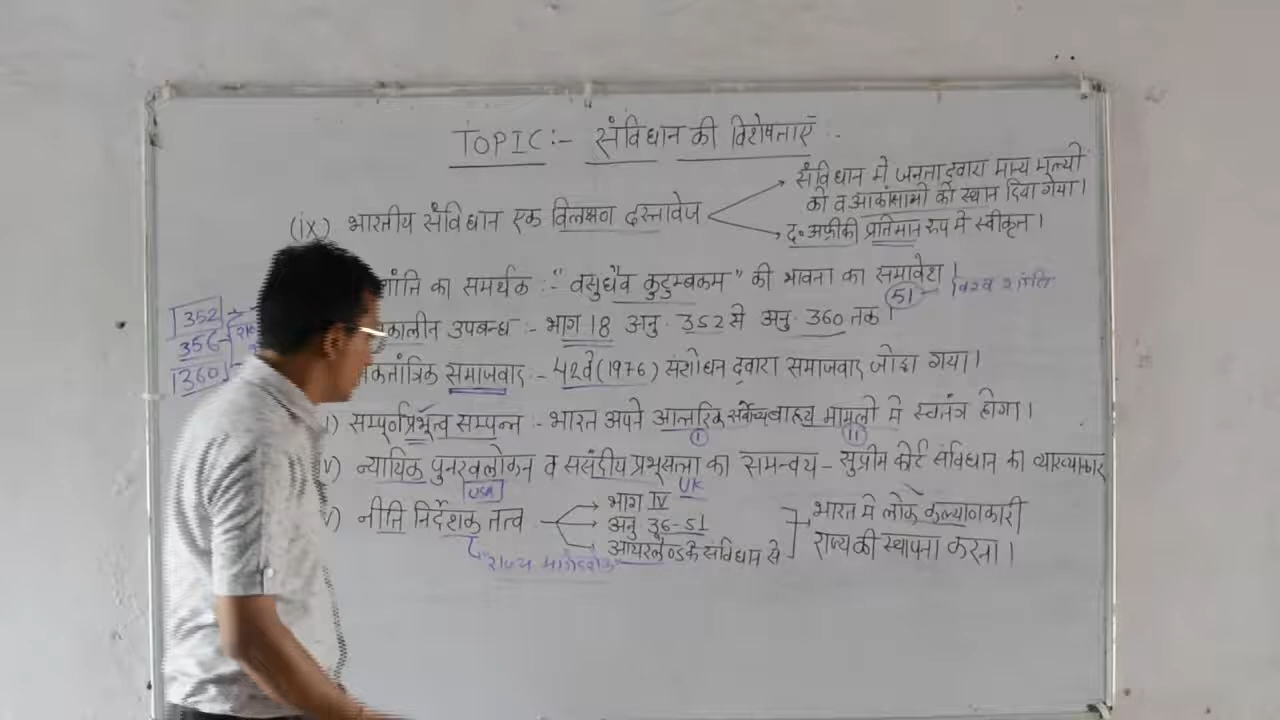 TOPIC:- संविधान की विशेषताएं :-
संविधान में जनता द्वारा मान्य मूल्यों
को व आकांक्षाओं को स्थान दिया गया।
(ix) भारतीय संविधान एक विलक्षण दस्तावेज
द॰ अफ्रीकी प्रतिमान रूप में स्वीकृत।
शांति का समर्थक :- "वसुधैव कुटुम्बकम" की भावना का समावेश।
51 - विश्व शांति
352
कालीन उपबन्ध :- भाग 18 अनु. 352 से अनु. 360 तक।
356
कतांत्रिक समाजवाद :- 42वे (1976) संशोधन द्वारा समाजवाद जोडा गया।
360
) सम्पूर्णप्रभूत्व सम्पन्न :- भारत अपने आन्तरिक बाह्य मामलो मे स्वतंत्र होगा।
I II
) न्यायिक पुनरवलोकन व संसदीय प्रभुसत्ता का समन्वय - सुप्रीम कोर्ट संविधान का व्याख्याकार
USA UK
) नीति निर्देशक तत्व
भाग IV
अनु 36-51
आयरलैण्ड के संविधान से
भारत मे लोक कल्याणकारी
राज्य की स्थापना करना।
राज्य